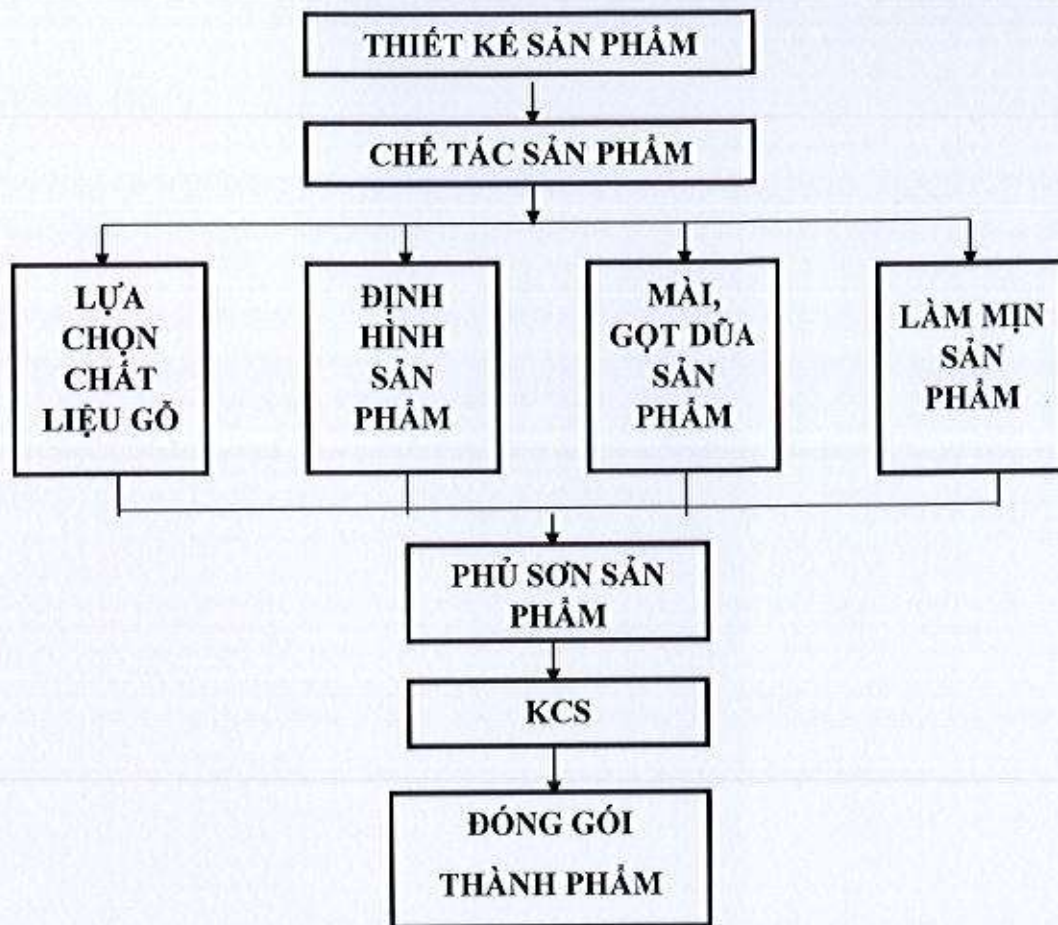 THIẾT KẾ SẢN PHẨM
CHẾ TÁC SẢN PHẨM
LỰA
CHỌN
CHẤT
LIỆU GỖ
ĐỊNH
HÌNH
SẢN
PHẨM
MÀI,
GỌT DŨA
SẢN
PHẨM
LÀM MỊN
SẢN
PHẨM
PHỦ SƠN SẢN
PHẨM
KCS
ĐÓNG GÓI
THÀNH PHẨM